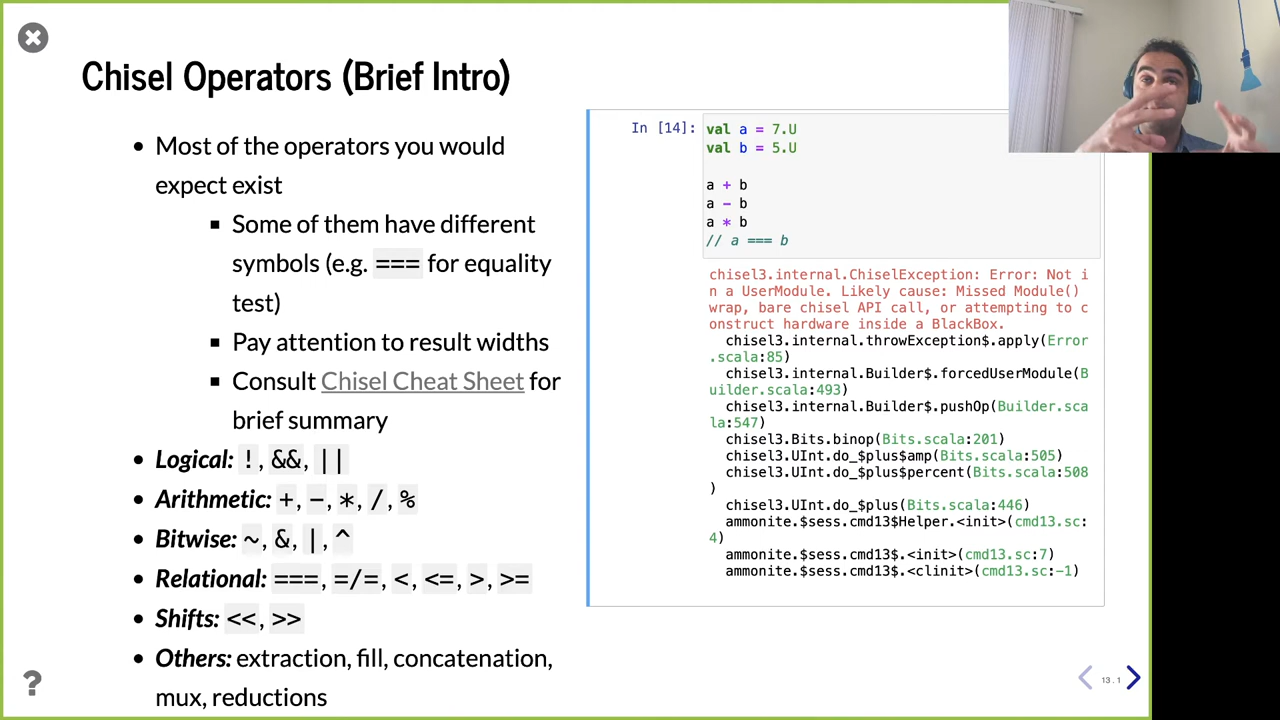 Chisel Operators (Brief Intro)
• Most of the operators you would
expect exist
▪ Some of them have different
symbols (e.g. === for equality
test)
▪ Pay attention to result widths
▪ Consult Chisel Cheat Sheet for
brief summary
• Logical: !, &&, ||
• Arithmetic: +, -, *, /, %
• Bitwise: ~, &, |, ^
• Relational: ===, =/=, <, <=, >, >=
• Shifts: <<, >>
• Others: extraction, fill, concatenation,
mux, reductions
In [14]:
val a = 7.U
val b = 5.U
a + b
a - b
a * b
// a === b
chisel3.internal.ChiselException: Error: Not i
n a UserModule. Likely cause: Missed Module()
wrap, bare chisel API call, or attempting to c
onstruct hardware inside a BlackBox.
chisel3.internal.throwException$.apply(Error
.scala:85)
chisel3.internal.Builder$.forcedUserModule(B
uilder.scala:493)
chisel3.internal.Builder$.pushOp(Builder.sca
la:547)
chisel3.Bits.binop(Bits.scala:201)
chisel3.UInt.do_$plus$amp(Bits.scala:505)
chisel3.UInt.do_$plus$percent(Bits.scala:508
)
chisel3.UInt.do_$plus(Bits.scala:446)
ammonite.$sess.cmd13$Helper.<init>(cmd13.sc:
4)
ammonite.$sess.cmd13$.<init>(cmd13.sc:7)
ammonite.$sess.cmd13$.<clinit>(cmd13.sc:-1)
?
13.1